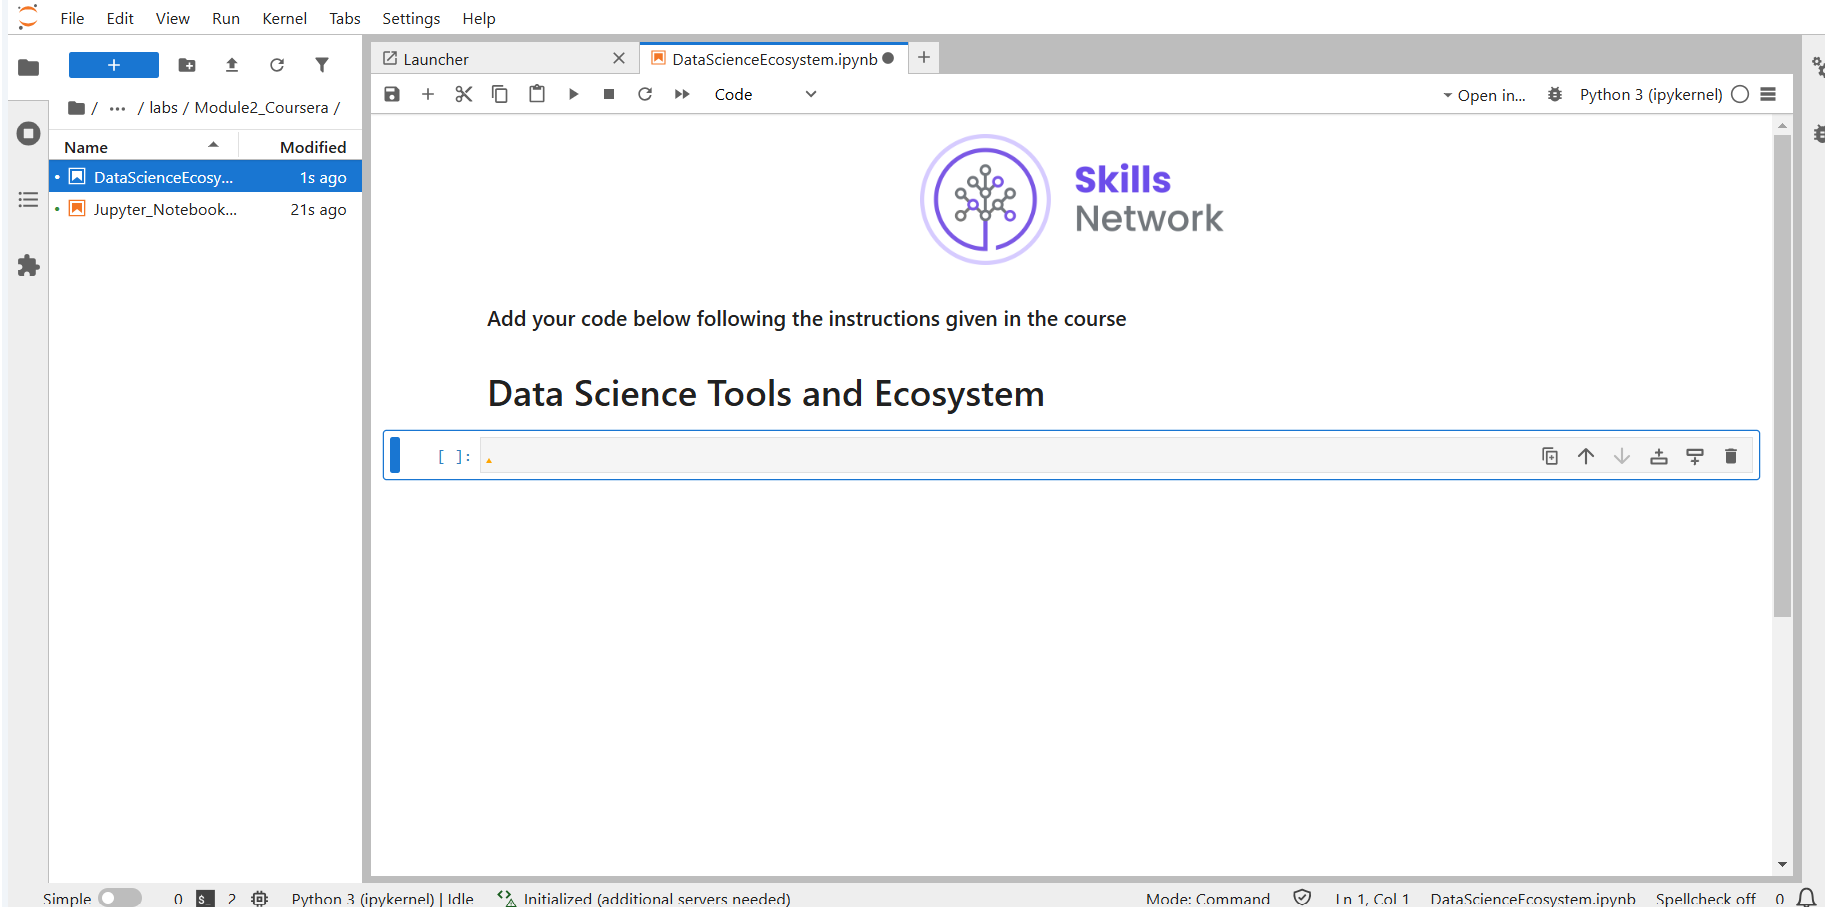 File Edit View Run Kernel Tabs Settings Help
+
/ ... / labs / Module2_Coursera /
Name Modified
DataScienceEcosy... 1s ago
Jupyter_Notebook... 21s ago
Launcher
DataScienceEcosystem.ipynb
Code Open in... Python 3 (ipykernel)
Skills
Network
Add your code below following the instructions given in the course
Data Science Tools and Ecosystem
[ ]:
Simple 0 $_ 2 Python 3 (ipykernel) | Idle Initialized (additional servers needed) Mode: Command Ln 1, Col 1 DataScienceEcosystem.ipynb Spellcheck off 0